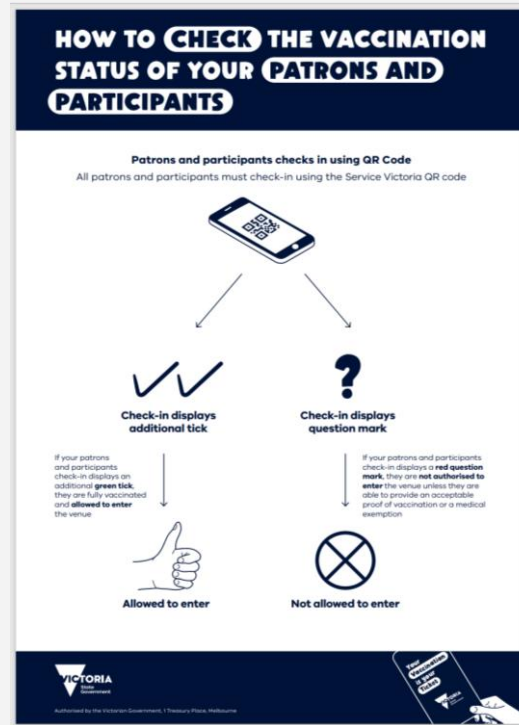 HOW TO CHECK THE VACCINATION
STATUS OF YOUR PATRONS AND
PARTICIPANTS
Patrons and participants checks in using QR Code
All patrons and participants must check-in using the Service Victoria QR code
Check-in displays
additional tick
If your patrons
and participants
check-in displays an
additional green tick,
they are fully vaccinated
and allowed to enter
the venue
Allowed to enter
?
Check-in displays
question mark
If your patrons and participants
check-in displays a red question
mark, they are not authorised to
enter the venue unless they are
able to provide an acceptable
proof of vaccination or a medical
exemption
Not allowed to enter
VICTORIA
State
Government
Authorised by the Victorian Government, 1 Treasury Place, Melbourne
Your
Vaccination
is your
Ticket